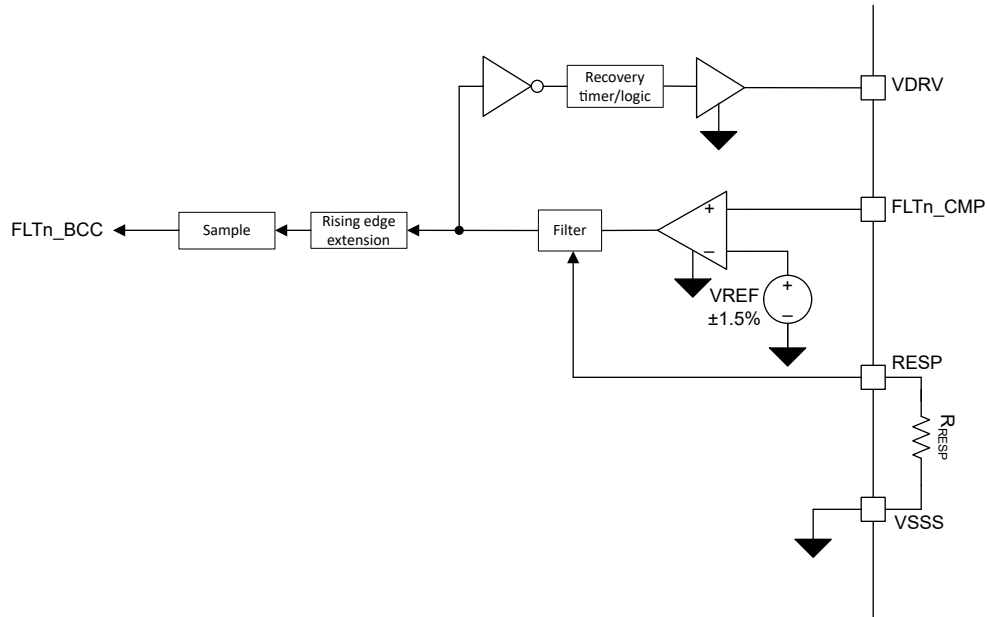 Recovery
timer/logic
VDRV
FLTn_CMP
+
–
FLTn_BCC
Sample
Rising edge
extension
Filter
VREF
±1.5%
+
–
RESP
RRESP
VSSS